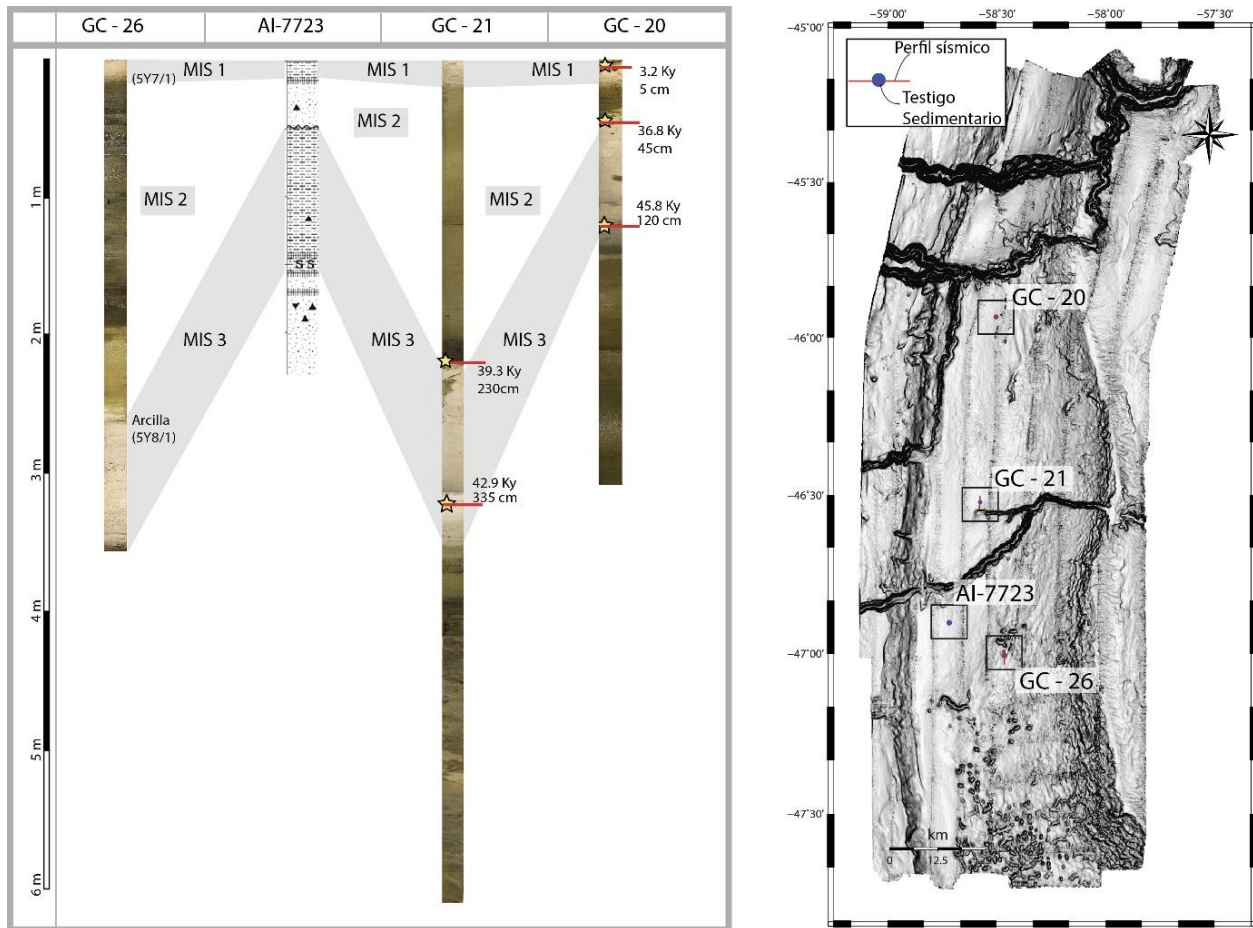 GC - 26 AI-7723 GC - 21 GC - 20
(5Y7/1) MIS 1 MIS 1 MIS 1
3.2 Ky
5 cm
MIS 2
36.8 Ky
45cm
MIS 2 MIS 2
45.8 Ky
120 cm
S S
MIS 3 MIS 3 MIS 3
39.3 Ky
230cm
Arcilla
(5Y8/1)
42.9 Ky
335 cm
1 m
2 m
3 m
4 m
5 m
6 m
−59°00' −58°30' −58°00' −57°30'
−45°00'
Perfil sísmico
Testigo
Sedimentario
−45°30'
GC - 20
−46°00'
GC - 21
−46°30'
AI-7723
−47°00'
GC - 26
−47°30'
km
0 12.5